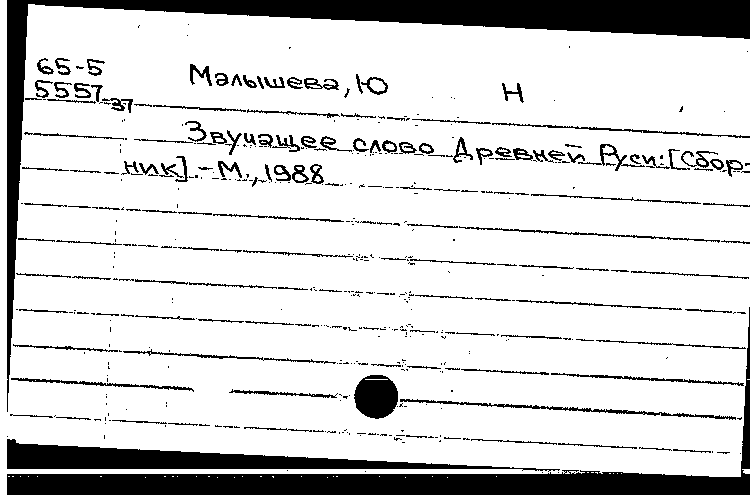 65-5 Малышева, Ю Н
5557-37
Звучащее слово Древней Руси: [Сбор-
ник]. - М., 1988